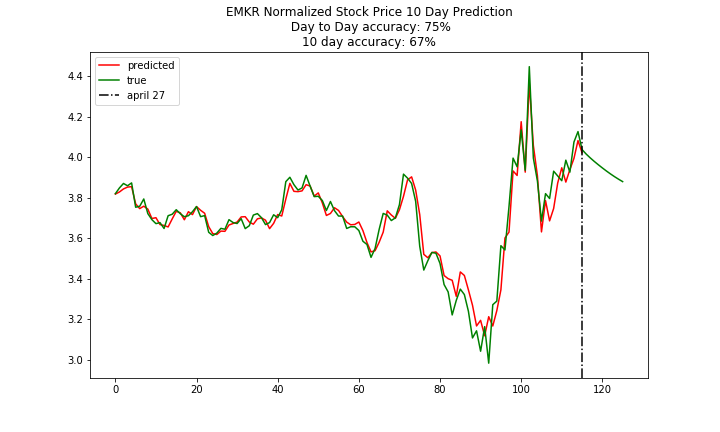 EMKR Normalized Stock Price 10 Day Prediction
Day to Day accuracy: 75%
10 day accuracy: 67%
predicted
true
april 27
4.4
4.2
4.0
3.8
3.6
3.4
3.2
3.0
0 20 40 60 80 100 120